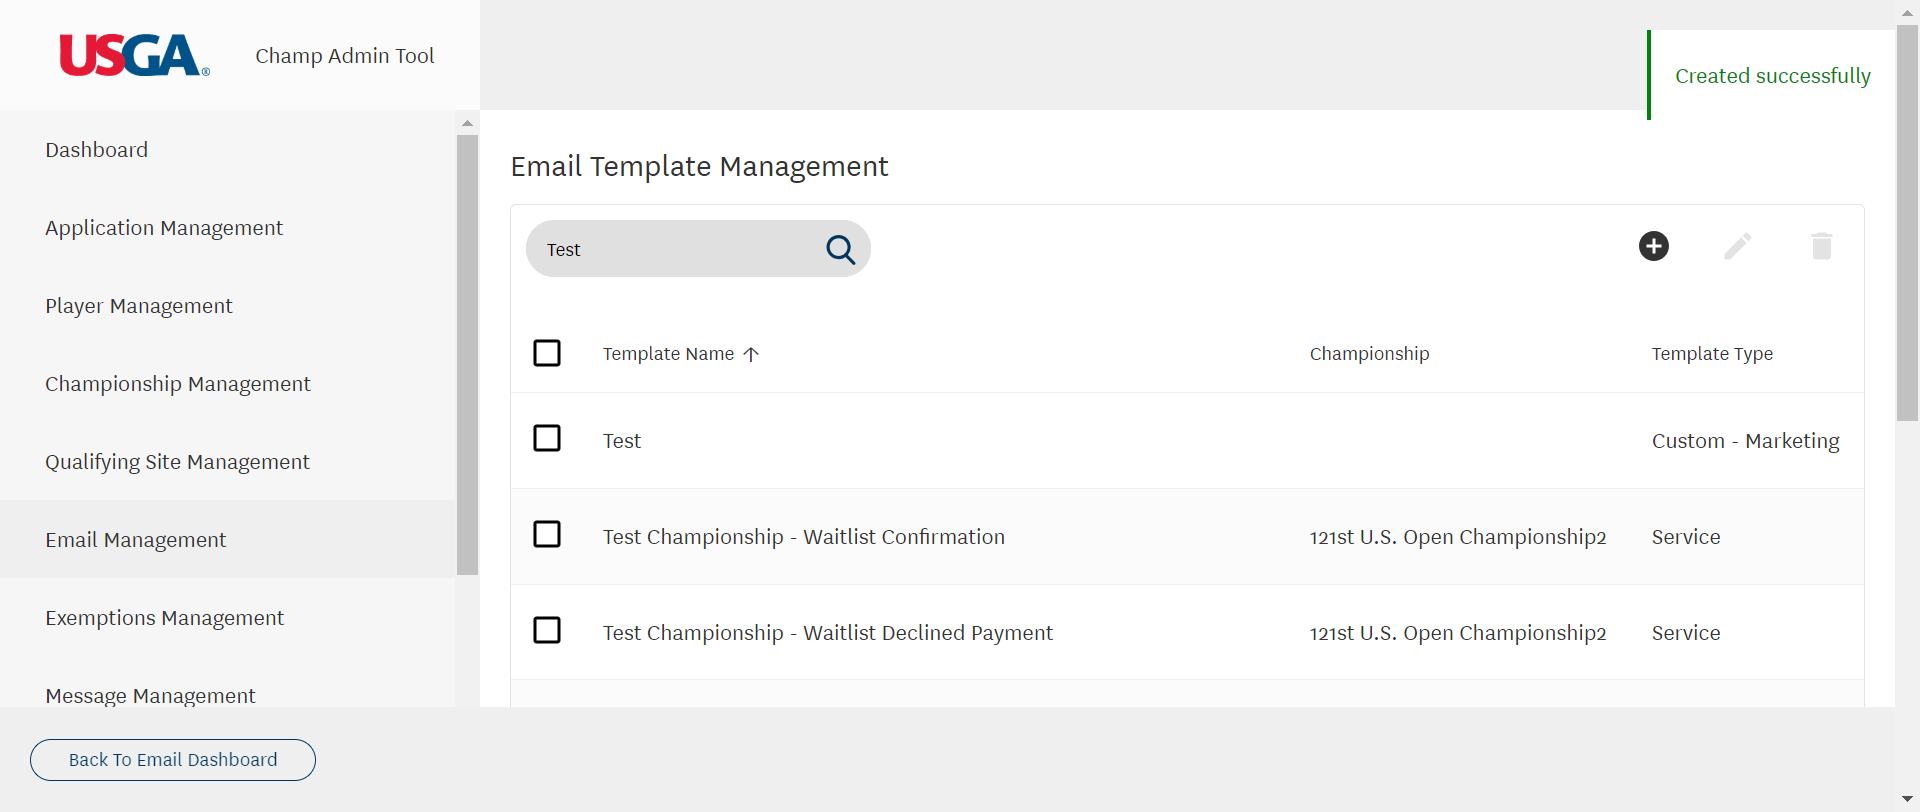 USGA®
Champ Admin Tool
Created successfully
Dashboard
Application Management
Player Management
Championship Management
Qualifying Site Management
Email Management
Exemptions Management
Message Management
Back To Email Dashboard
Email Template Management
Test
Template Name Championship Template Type
Test Custom - Marketing
Test Championship - Waitlist Confirmation 121st U.S. Open Championship2 Service
Test Championship - Waitlist Declined Payment 121st U.S. Open Championship2 Service